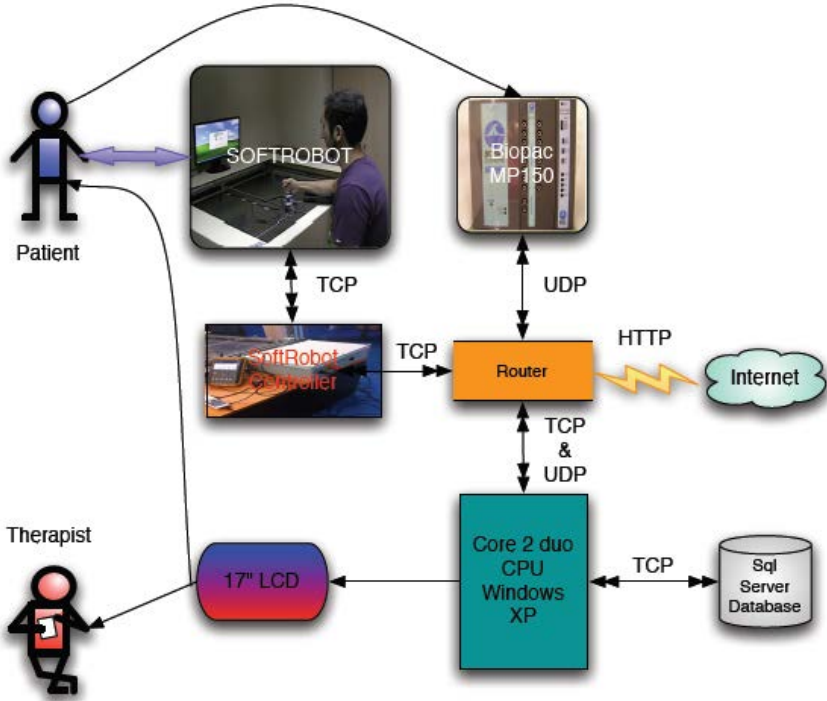 SOFTROBOT
Biopac
MP150
Patient
TCP
UDP
HTTP
SoftRobot
Controller
TCP
Router
Internet
TCP
&
UDP
Therapist
17" LCD
Core 2 duo
CPU
Windows
XP
TCP
Sql
Server
Database